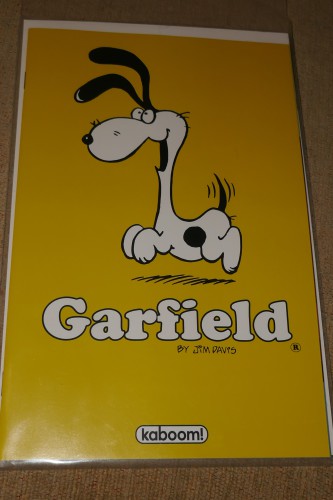 Garfield
BY JIM DAVIS
R
kaboom!